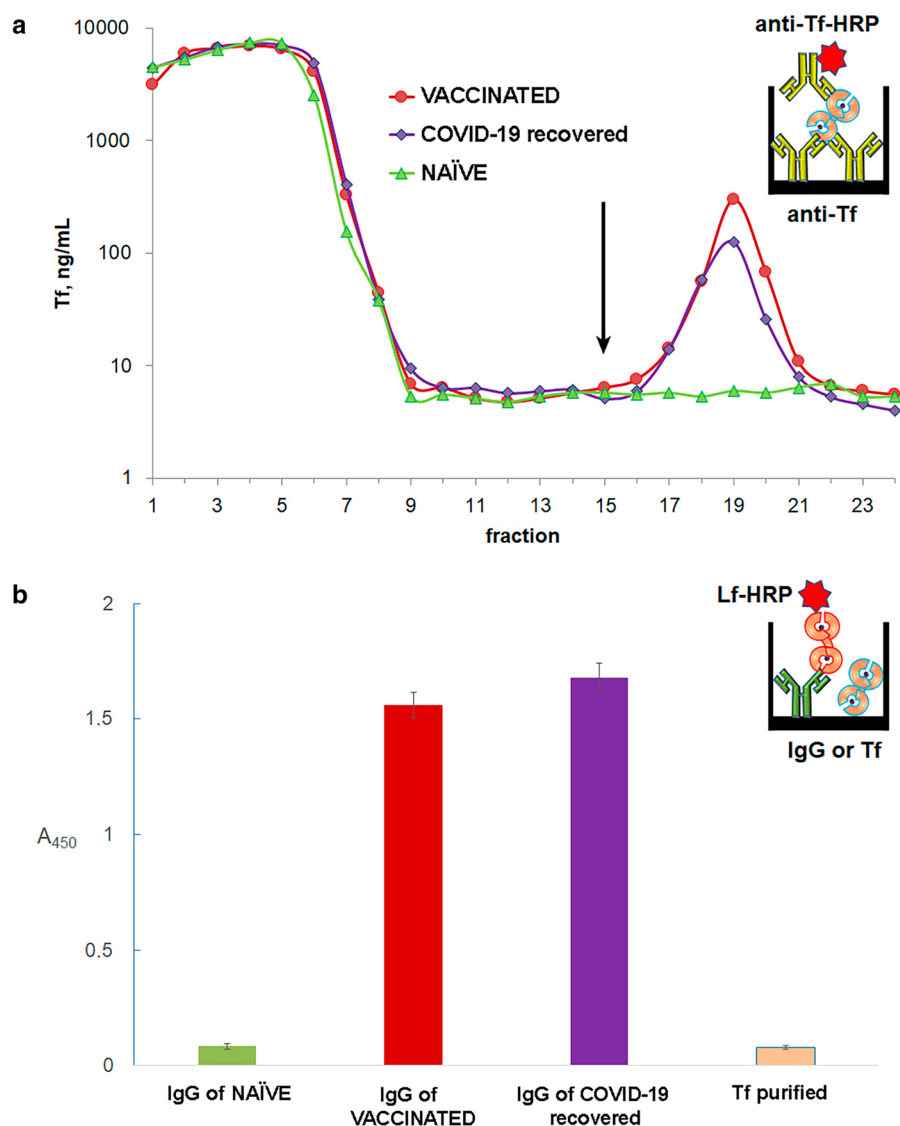 a
10000
1000
100
10
1
Tf, ng/mL
VACCINATED
COVID-19 recovered
NAÏVE
anti-Tf-HRP
anti-Tf
1 3 5 7 9 11 13 15 17 19 21 23
fraction
b
2
1.5
1
0.5
0
A450
Lf-HRP
IgG or Tf
IgG of NAÏVE
IgG of
VACCINATED
IgG of COVID-19
recovered
Tf purified